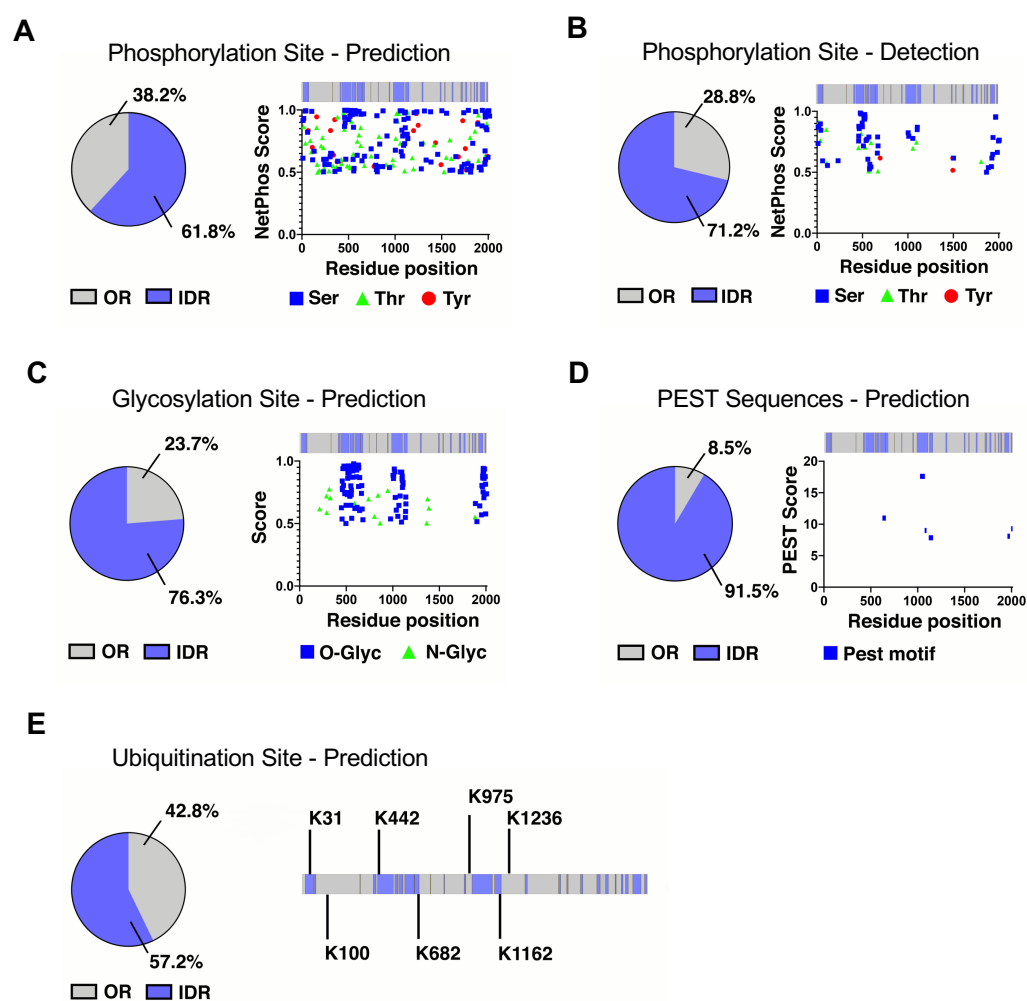 A
Phosphorylation Site - Prediction
38.2%
61.8%
OR IDR
NetPhos Score
1.0
0.5
0.0
0 500 1000 1500 2000
Residue position
Ser Thr Tyr
B
Phosphorylation Site - Detection
28.8%
71.2%
OR IDR
NetPhos Score
1.0
0.5
0.0
0 500 1000 1500 2000
Residue position
Ser Thr Tyr
C
Glycosylation Site - Prediction
23.7%
76.3%
OR IDR
Score
1.0
0.5
0.0
0 500 1000 1500 2000
Residue position
O-Glyc N-Glyc
D
PEST Sequences - Prediction
8.5%
91.5%
OR IDR
PEST Score
20
15
10
5
0
0 500 1000 1500 2000
Residue position
Pest motif
E
Ubiquitination Site - Prediction
42.8%
57.2%
OR IDR
K975
K31 K442 K1236
K100 K682 K1162